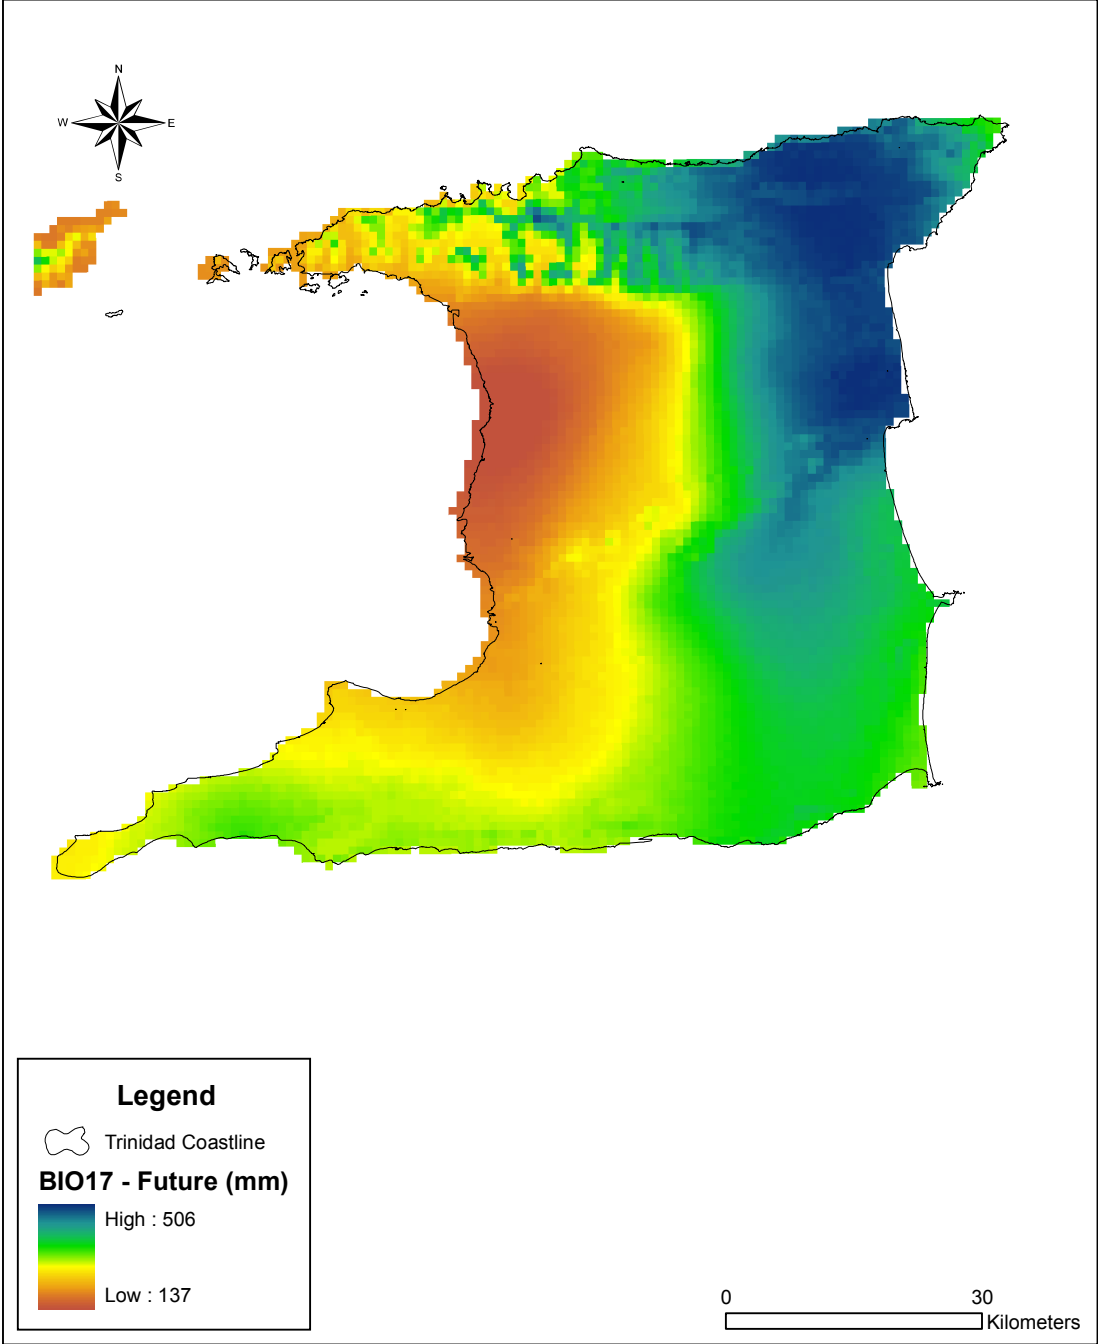 N
W E
S
Legend
Trinidad Coastline
BIO17 - Future (mm)
High : 506
Low : 137
0 30
Kilometers